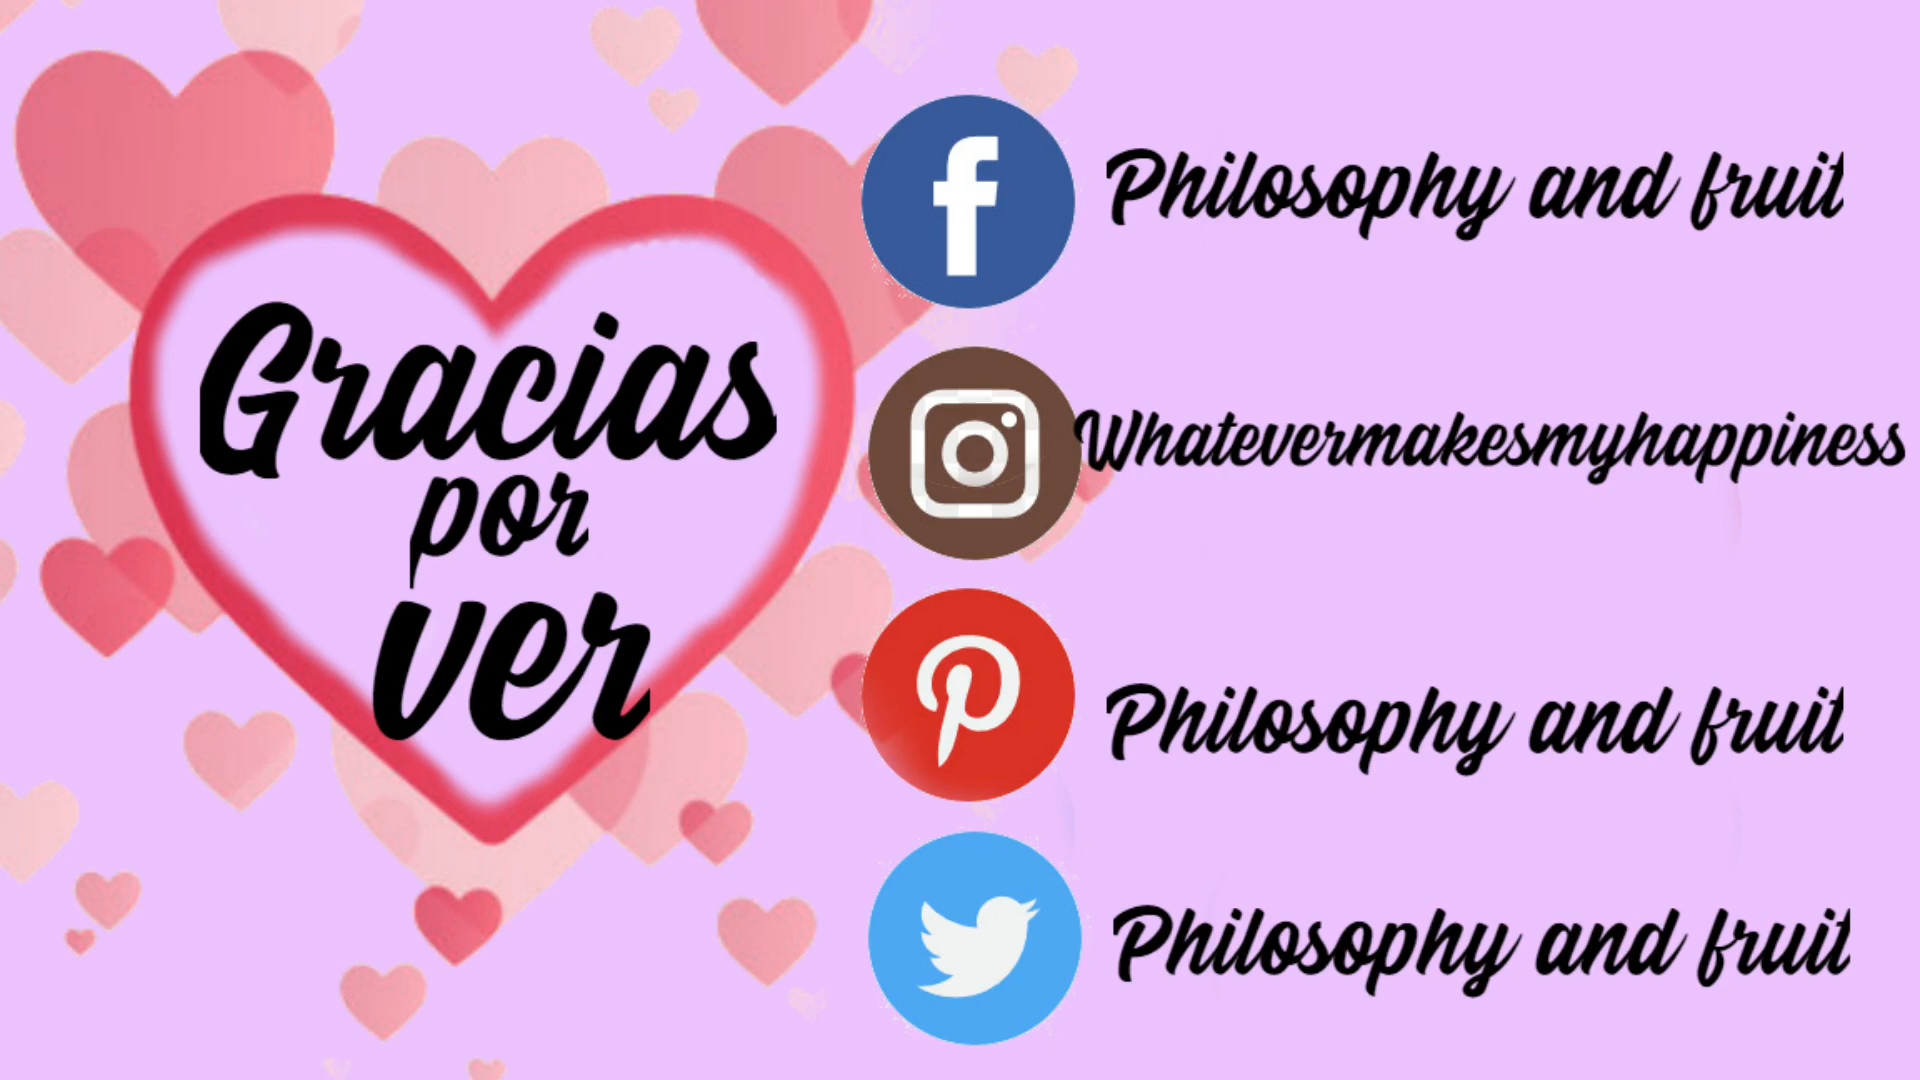 Gracias
por
ver
Philosophy and fruit
Whatevermakesmyhappiness
Philosophy and fruit
Philosophy and fruit